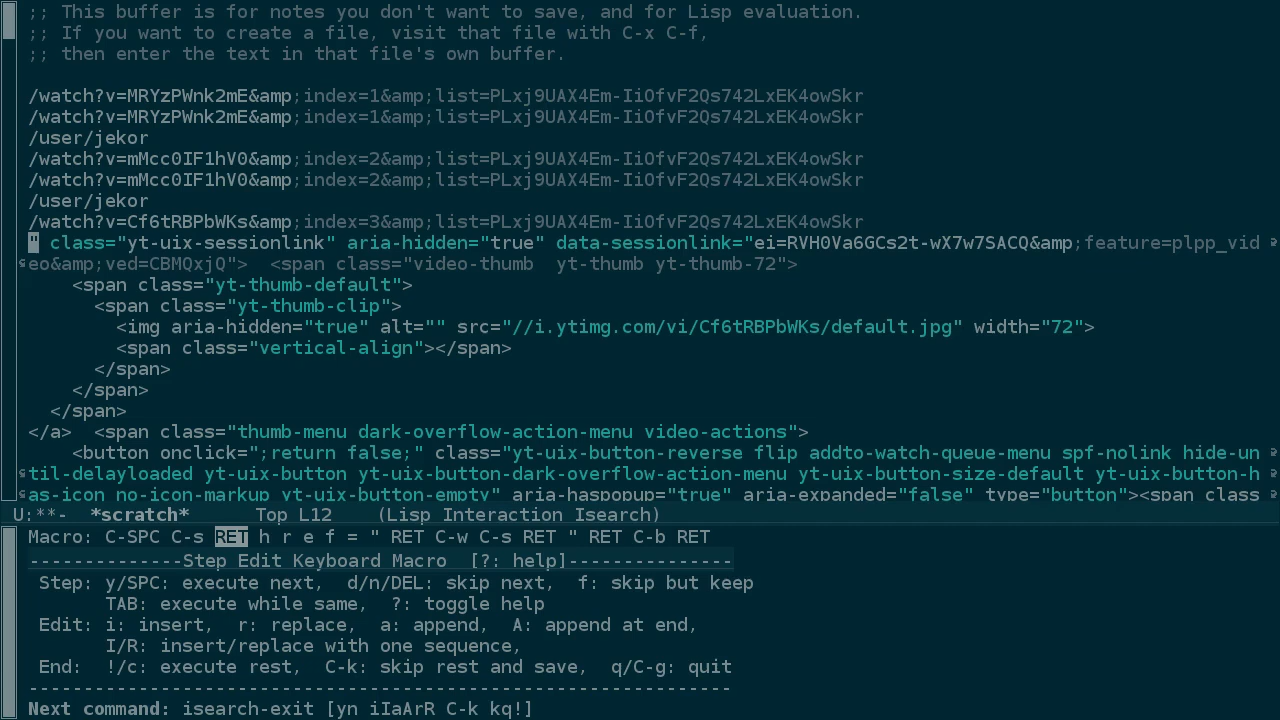 ;; This buffer is for notes you don't want to save, and for Lisp evaluation.
;; If you want to create a file, visit that file with C-x C-f,
;; then enter the text in that file's own buffer.
/watch?v=MRYzPWnk2mE&amp;index=1&amp;list=PLxj9UAX4Em-IiOfvF2Qs742LxEK4owSkr
/watch?v=MRYzPWnk2mE&amp;index=1&amp;list=PLxj9UAX4Em-IiOfvF2Qs742LxEK4owSkr
/user/jekor
/watch?v=mMcc0IF1hV0&amp;index=2&amp;list=PLxj9UAX4Em-IiOfvF2Qs742LxEK4owSkr
/watch?v=mMcc0IF1hV0&amp;index=2&amp;list=PLxj9UAX4Em-IiOfvF2Qs742LxEK4owSkr
/user/jekor
/watch?v=Cf6tRBPbWKs&amp;index=3&amp;list=PLxj9UAX4Em-IiOfvF2Qs742LxEK4owSkr
" class="yt-uix-sessionlink" aria-hidden="true" data-sessionlink="ei=RVH0Va6GCs2t-wX7w7SACQ&amp;feature=plpp_vid
eo&amp;ved=CBMQxjQ">  <span class="video-thumb  yt-thumb yt-thumb-72">
    <span class="yt-thumb-default">
      <span class="yt-thumb-clip">
        <img aria-hidden="true" alt="" src="//i.ytimg.com/vi/Cf6tRBPbWKs/default.jpg" width="72">
        <span class="vertical-align"></span>
      </span>
    </span>
  </span>
</a>  <span class="thumb-menu dark-overflow-action-menu video-actions">
    <button onclick=";return false;" class="yt-uix-button-reverse flip addto-watch-queue-menu spf-nolink hide-un
til-delayloaded yt-uix-button yt-uix-button-dark-overflow-action-menu yt-uix-button-size-default yt-uix-button-h
as-icon no-icon-markup yt-uix-button-empty" aria-haspopup="true" aria-expanded="false" type="button"><span class
U:**-  *scratch*      Top L12    (Lisp Interaction Isearch)
Macro: C-SPC C-s RET h r e f = " RET C-w C-s RET " RET C-b RET
--------------Step Edit Keyboard Macro  [?: help]---------------
 Step: y/SPC: execute next,  d/n/DEL: skip next,  f: skip but keep
       TAB: execute while same,  ?: toggle help
 Edit: i: insert,  r: replace,  a: append,  A: append at end,
       I/R: insert/replace with one sequence,
 End:  !/c: execute rest,  C-k: skip rest and save,  q/C-g: quit
----------------------------------------------------------------
Next command: isearch-exit [yn iIaArR C-k kq!]